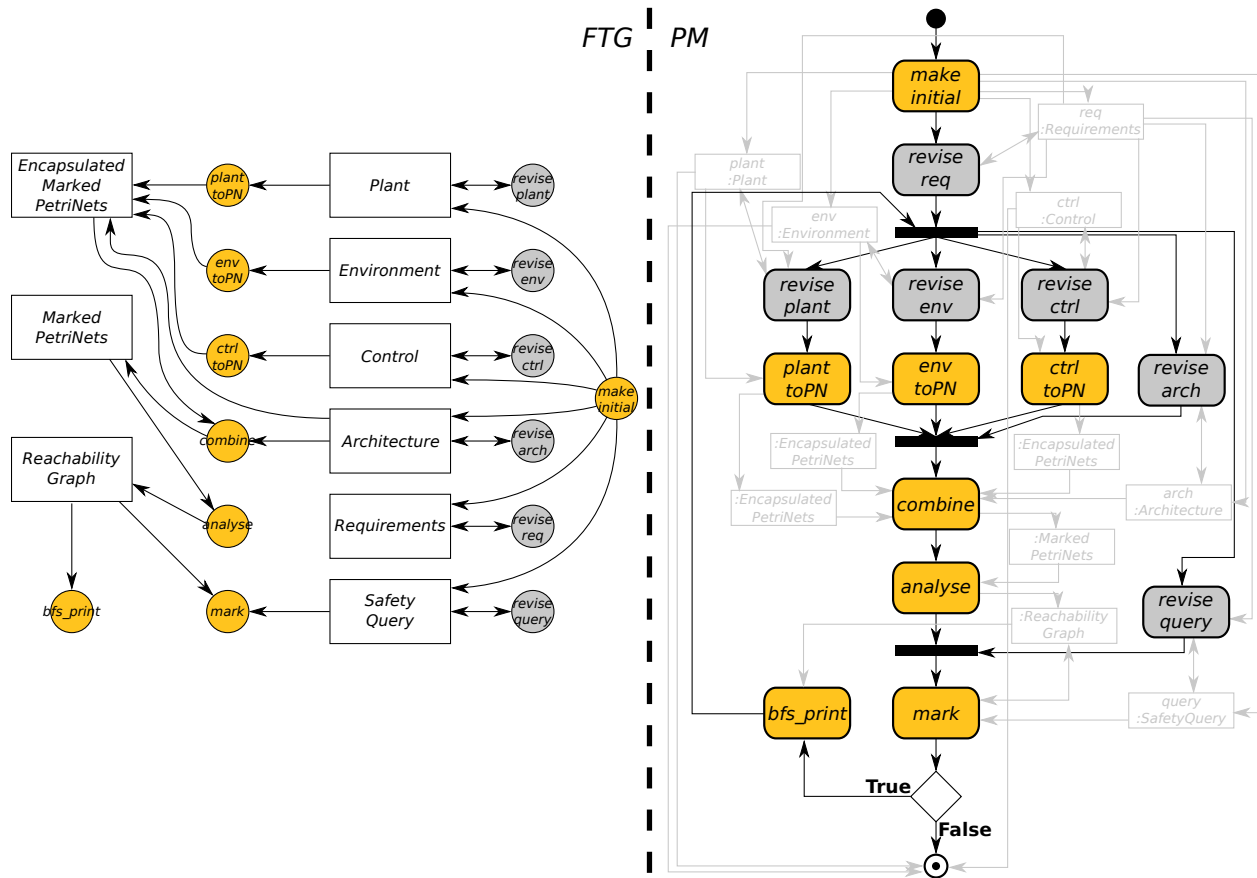 FTG
PM
Encapsulated
Marked
PetriNets
plant
toPN
Plant
revise
plant
env
toPN
Environment
revise
env
Marked
PetriNets
ctrl
toPN
Control
revise
ctrl
make
initial
combine
Architecture
revise
arch
Reachability
Graph
analyse
Requirements
revise
req
bfs_print
mark
Safety
Query
revise
query
make
initial
req
:Requirements
revise
req
plant
:Plant
env
:Environment
ctrl
:Control
revise
plant
revise
env
revise
ctrl
plant
toPN
env
toPN
ctrl
toPN
revise
arch
:Encapsulated
PetriNets
:Encapsulated
PetriNets
:Encapsulated
PetriNets
combine
arch
:Architecture
:Marked
PetriNets
analyse
:Reachability
Graph
revise
query
bfs_print
mark
query
:SafetyQuery
True
False